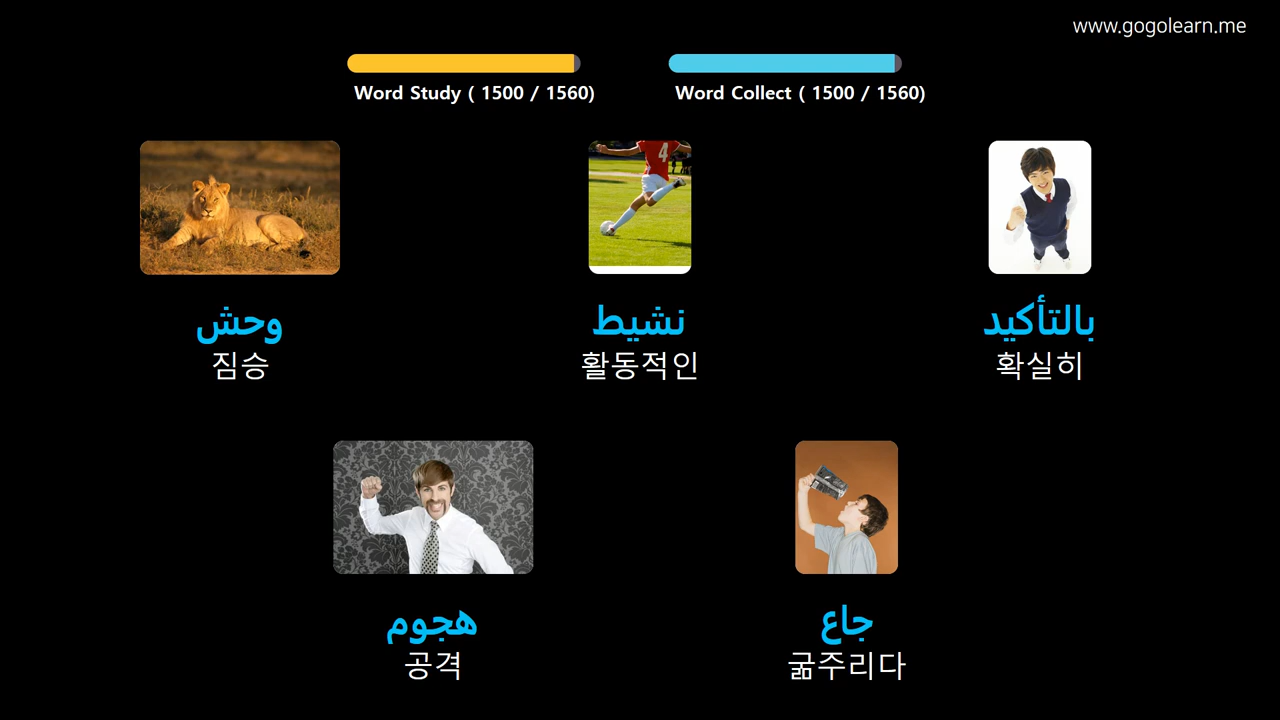 www.gogolearn.me
Word Study ( 1500 / 1560)
Word Collect ( 1500 / 1560)
4
وحش
짐승
نشيط
활동적인
بالتأكيد
확실히
هجوم
공격
جاع
굶주리다